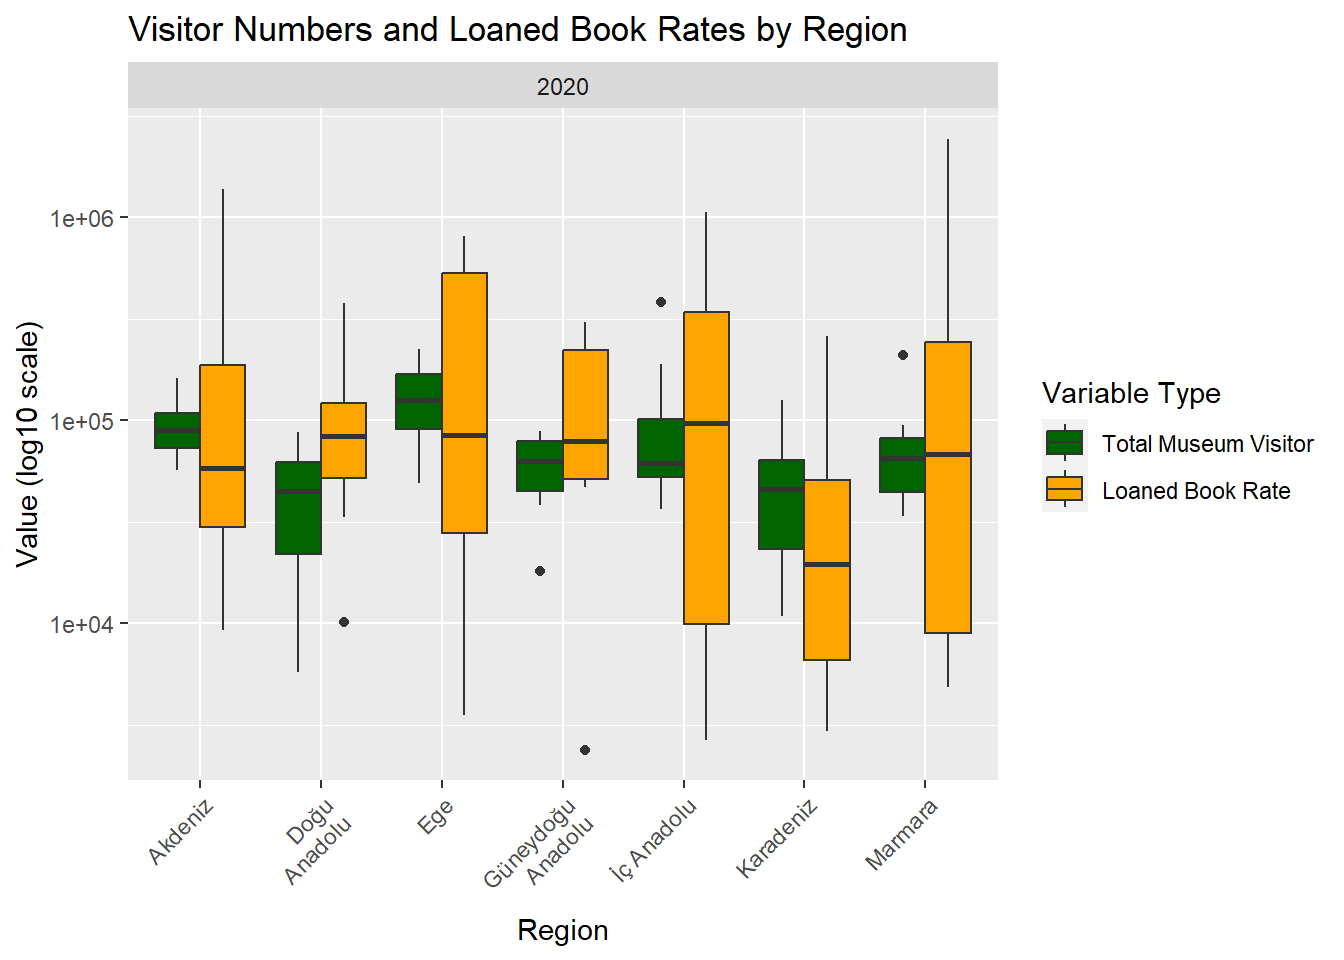 Visitor Numbers and Loaned Book Rates by Region
2020
1e+06
1e+05
1e+04
Value (log10 scale)
Akdeniz
Doğu
Anadolu
Ege
Güneydoğu
Anadolu
İç Anadolu
Karadeniz
Marmara
Region
Variable Type
Total Museum Visitor
Loaned Book Rate